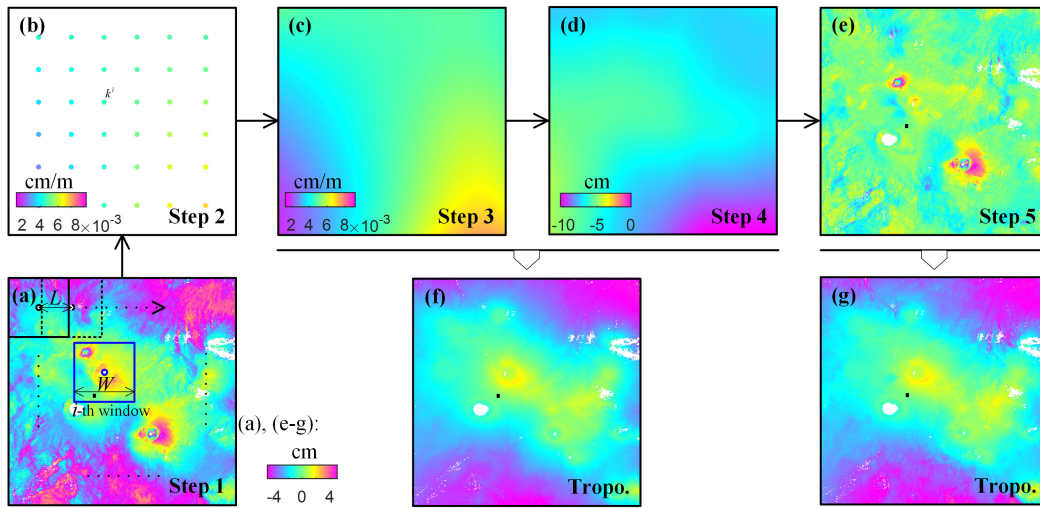 (b)
k^i
cm/m
2 4 6 8×10^-3
Step 2
(c)
cm/m
2 4 6 8×10^-3
Step 3
(d)
cm
-10 -5 0
Step 4
(e)
Step 5
(a)
L
W
i-th window
Step 1
(a), (e-g):
cm
-4 0 4
(f)
Tropo.
(g)
Tropo.